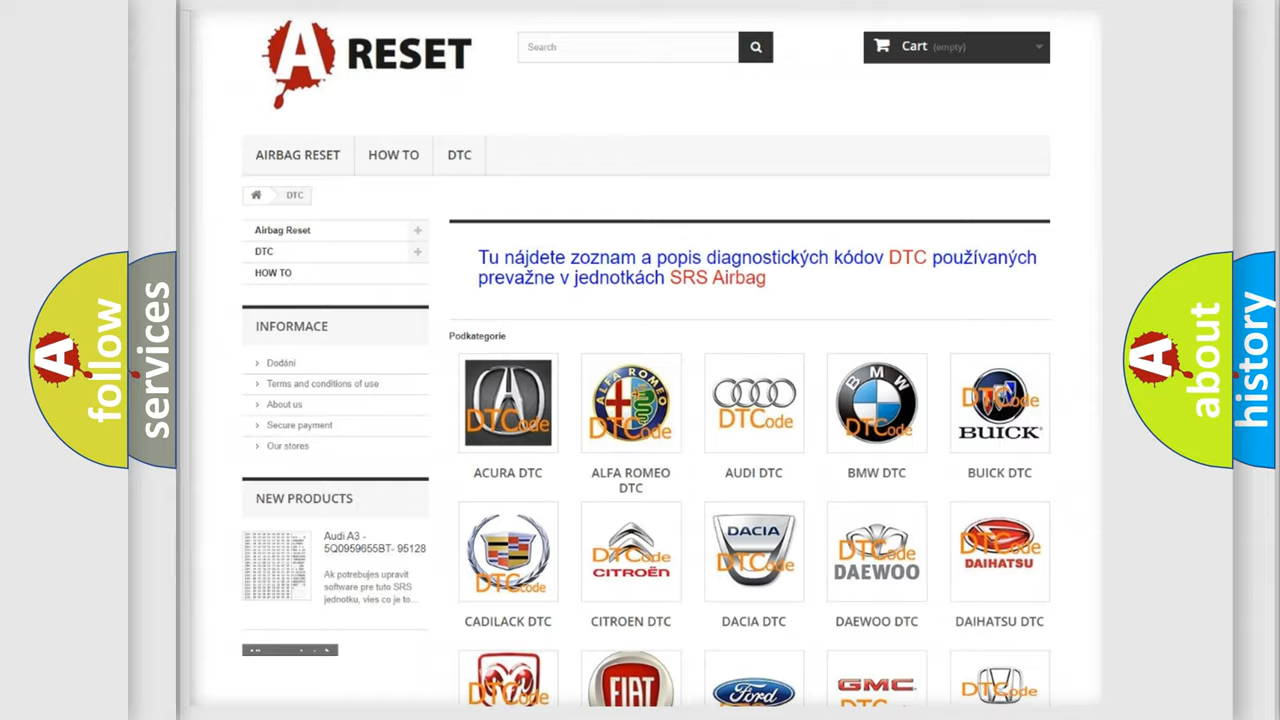 A RESET
Search
Cart (empty)
AIRBAG RESET
HOW TO
DTC
DTC
Airbag Reset
DTC
HOW TO
INFORMACE
Dodání
Terms and conditions of use
About us
Secure payment
Our stores
NEW PRODUCTS
Audi A3 -
5Q0959655BT- 95128
Ak potrebujes upravit
software pre tuto SRS
jednotku, vies co je to...
Tu nájdete zoznam a popis diagnostických kódov DTC používaných
prevažne v jednotkách SRS Airbag
Podkategorie
DTCode
ALFA ROMEO
DTCode
DTCode
BMW
DTCode
DTCode
BUICK
ACURA DTC
ALFA ROMEO
DTC
AUDI DTC
BMW DTC
BUICK DTC
DTCode
DTCode
CITROËN
DACIA
DTCode
DTCode
DAEWOO
DTCode
DAIHATSU
CADILACK DTC
CITROEN DTC
DACIA DTC
DAEWOO DTC
DAIHATSU DTC
DTCode
FIAT
Ford
GMC
DTCode
A follow
services
A about
history